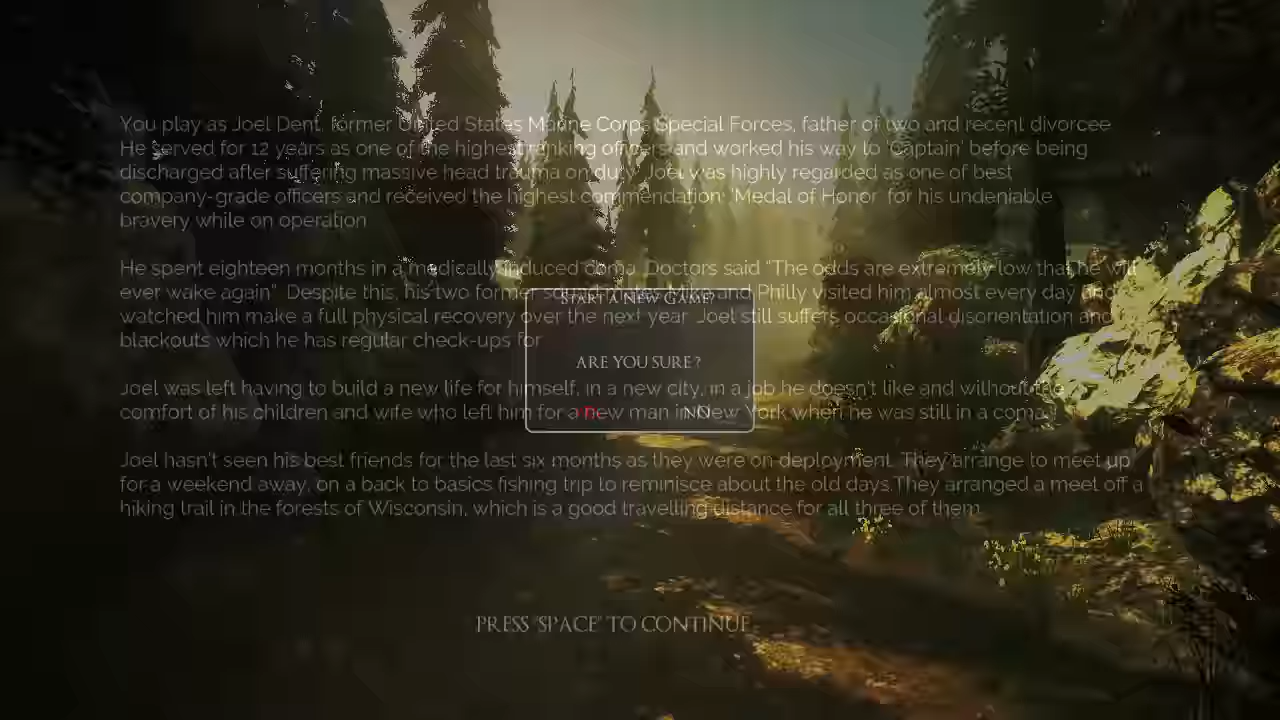 You play as Joel Dent, former United States Marine Corps Special Forces, father of two and recent divorcee
He served for 12 years as one of the highest ranking officers and worked his way to 'Captain' before being
discharged after suffering massive head trauma on duty. Joel was highly regarded as one of best
company-grade officers and received the highest commendation 'Medal of Honor' for his undeniable
bravery while on operation
He spent eighteen months in a medically induced coma. Doctors said "The odds are extremely low that he will
ever wake again". Despite this, his two former and Philly visited him almost every day and
watched him make a full physical recovery over the next year. Joel still suffers occasional disorientation and
blackouts which he has regular check-ups for
START A NEW GAME?
ARE YOU SURE ?
NO
Joel was left having to build a new life for himself, in a new city, in a job he doesn't like and without the
comfort of his children and wife who left him for a new man in New York when he was still in a coma
Joel hasn't seen his best friends for the last six months as they were on deployment. They arrange to meet up
for a weekend away, on a back to basics fishing trip to reminisce about the old days.They arranged a meet off a
hiking trail in the forests of Wisconsin, which is a good travelling distance for all three of them.
PRESS 'SPACE' TO CONTINUE